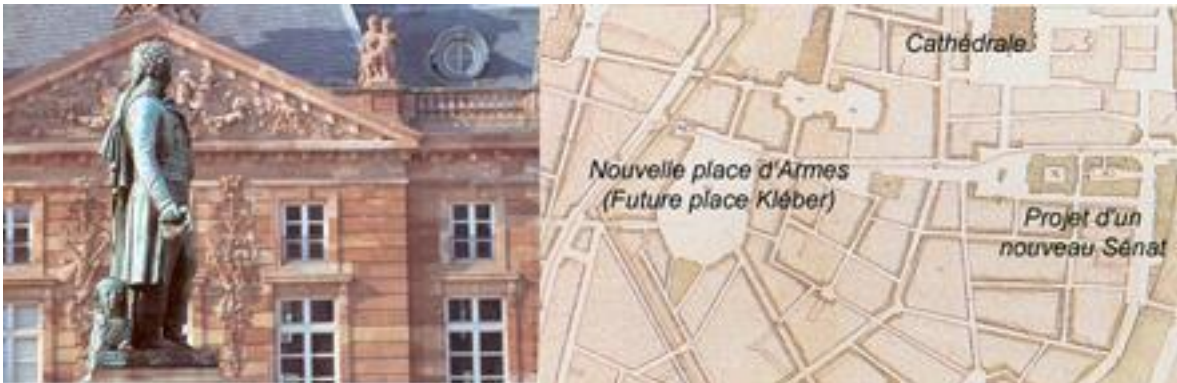 Cathédrale
Nouvelle place d'Armes
(Future place Kléber)
Projet d'un
nouveau Sénat